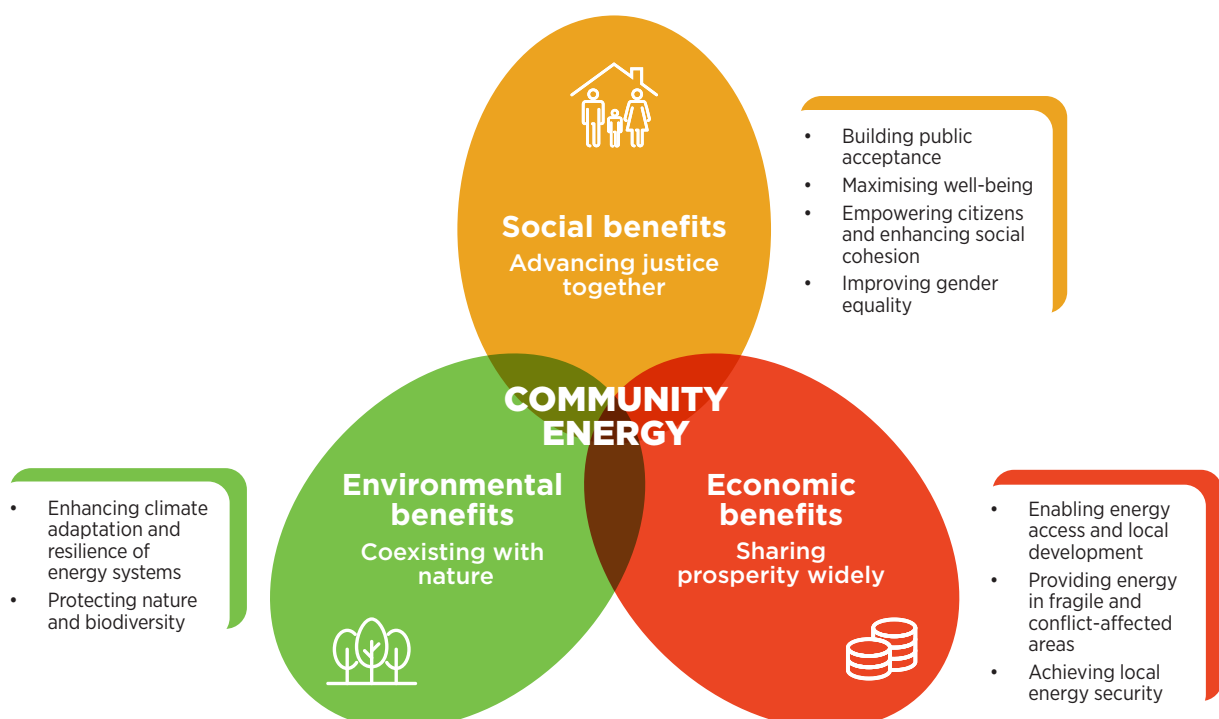 Social benefits
Advancing justice
together
• Building public
acceptance
• Maximising well-being
• Empowering citizens
and enhancing social
cohesion
• Improving gender
equality
COMMUNITY
ENERGY
Environmental
benefits
Coexisting with
nature
• Enhancing climate
adaptation and
resilience of
energy systems
• Protecting nature
and biodiversity
Economic
benefits
Sharing
prosperity widely
• Enabling energy
access and local
development
• Providing energy
in fragile and
conflict-affected
areas
• Achieving local
energy security